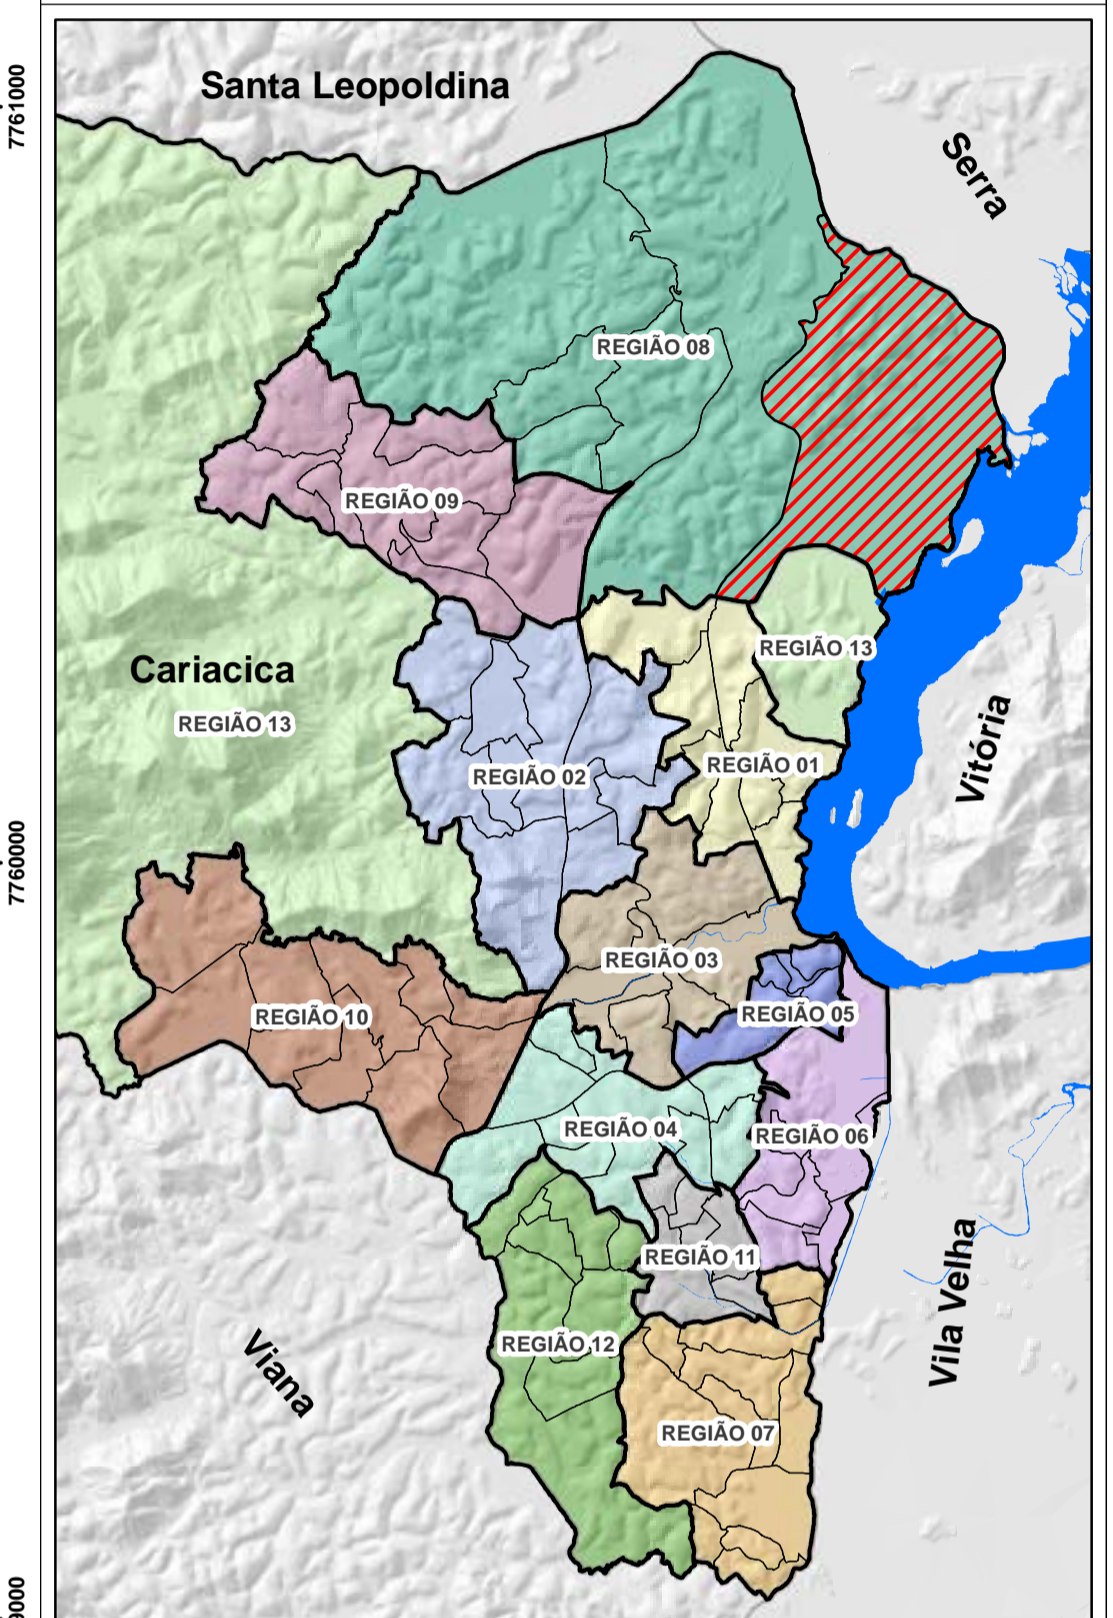 7761000
Santa Leopoldina
Serra
REGIÃO 08
REGIÃO 09
REGIÃO 13
Cariacica
REGIÃO 13
Vitória
REGIÃO 01
REGIÃO 02
7760000
REGIÃO 03
REGIÃO 05
REGIÃO 10
REGIÃO 04
REGIÃO 06
REGIÃO 11
Vila Velha
REGIÃO 12
Viana
REGIÃO 07